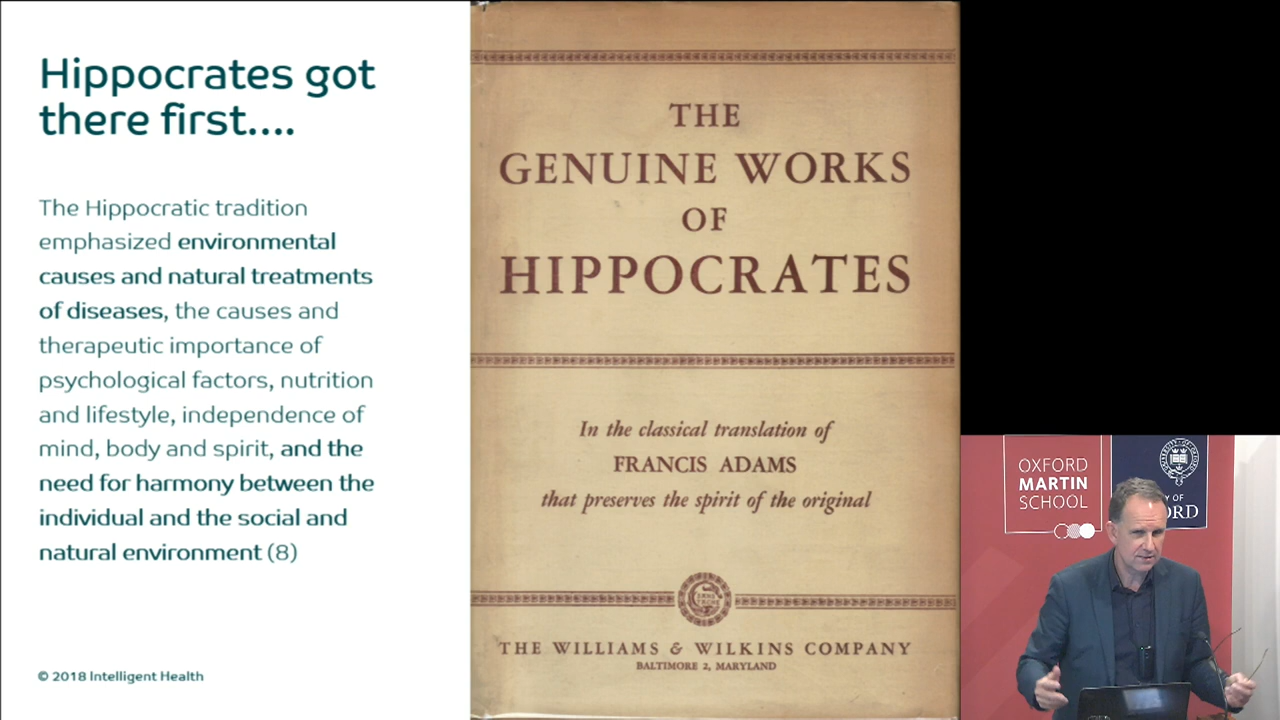 Hippocrates got
there first....
The Hippocratic tradition
emphasized environmental
causes and natural treatments
of diseases, the causes and
therapeutic importance of
psychological factors, nutrition
and lifestyle, independence of
mind, body and spirit, and the
need for harmony between the
individual and the social and
natural environment (8)
© 2018 Intelligent Health
THE
GENUINE WORKS
OF
HIPPOCRATES
In the classical translation of
FRANCIS ADAMS
that preserves the spirit of the original
THE WILLIAMS & WILKINS COMPANY
BALTIMORE 2, MARYLAND
OXFORD
MARTIN
SCHOOL
OF
ORD